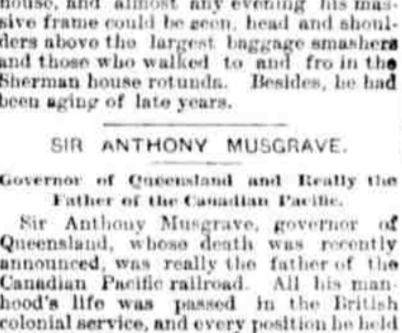 house, and almost any evening his mas-
sive frame could be seen, head and shoul-
ders above the largest baggage smashers
and those who walked to and fro in the
Sherman house rotunda. Besides, he had
been aging of late years.
SIR ANTHONY MUSGRAVE.
Governor of Queensland and Really the
Father of the Canadian Pacific.
Sir Anthony Musgrave, governor of
Queensland, whose death was recently
announced, was really the father of the
Canadian Pacific railroad. All his man-
hood's life was passed in the British
colonial service, and every position he held